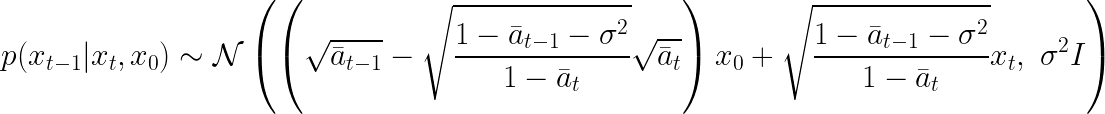 $p(x_{t-1}|x_t, x_0) \sim \mathcal{N}\left(\left(\sqrt{\bar{a}_{t-1}} - \sqrt{\frac{1-\bar{a}_{t-1}-\sigma^2}{1-\bar{a}_t}}\sqrt{\bar{a}_t}\right)x_0 + \sqrt{\frac{1-\bar{a}_{t-1}-\sigma^2}{1-\bar{a}_t}}x_t,\ \sigma^2 I\right)$